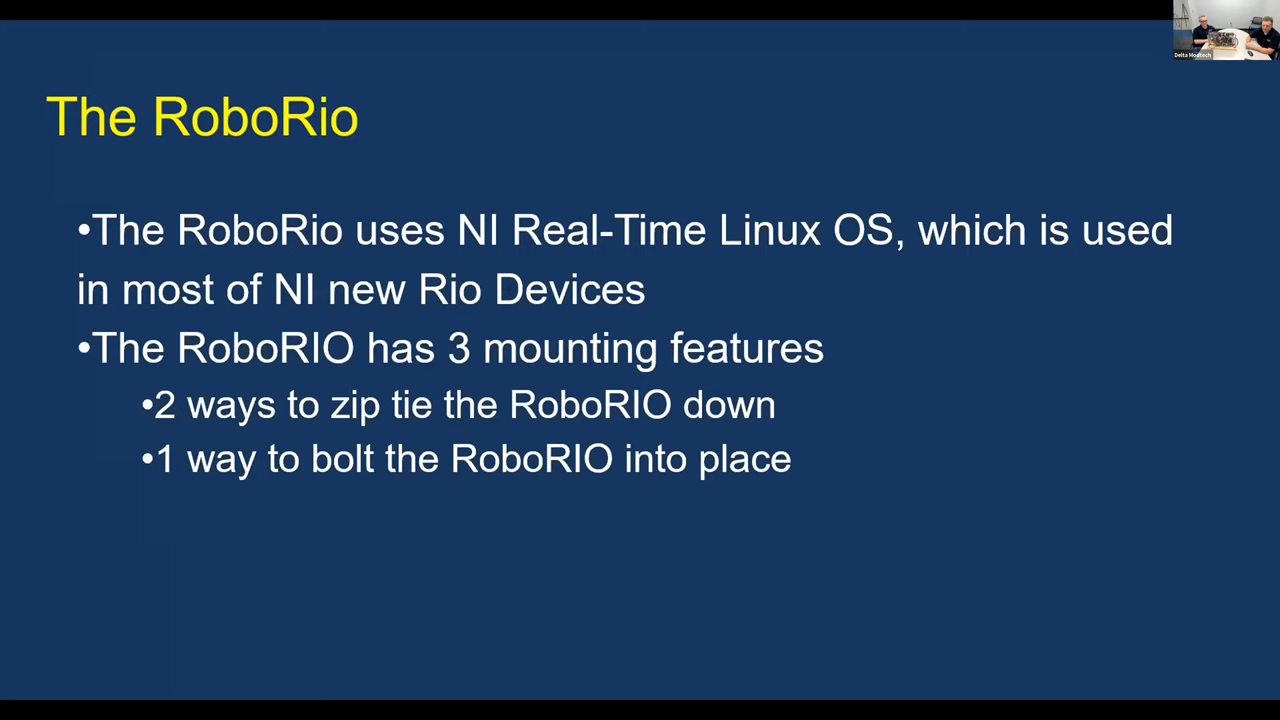 Delta Modtech
The RoboRio
•The RoboRio uses NI Real-Time Linux OS, which is used
in most of NI new Rio Devices
•The RoboRIO has 3 mounting features
•2 ways to zip tie the RoboRIO down
•1 way to bolt the RoboRIO into place